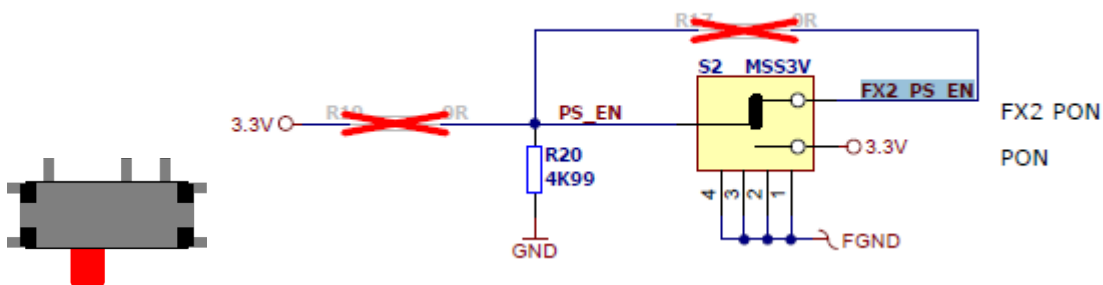 R17 0R
S2 MSS3V
FX2_PS_EN
FX2 PON
3.3V
R19 0R
PS_EN
3.3V
PON
R20
4K99
4 3 2 1
GND
FGND